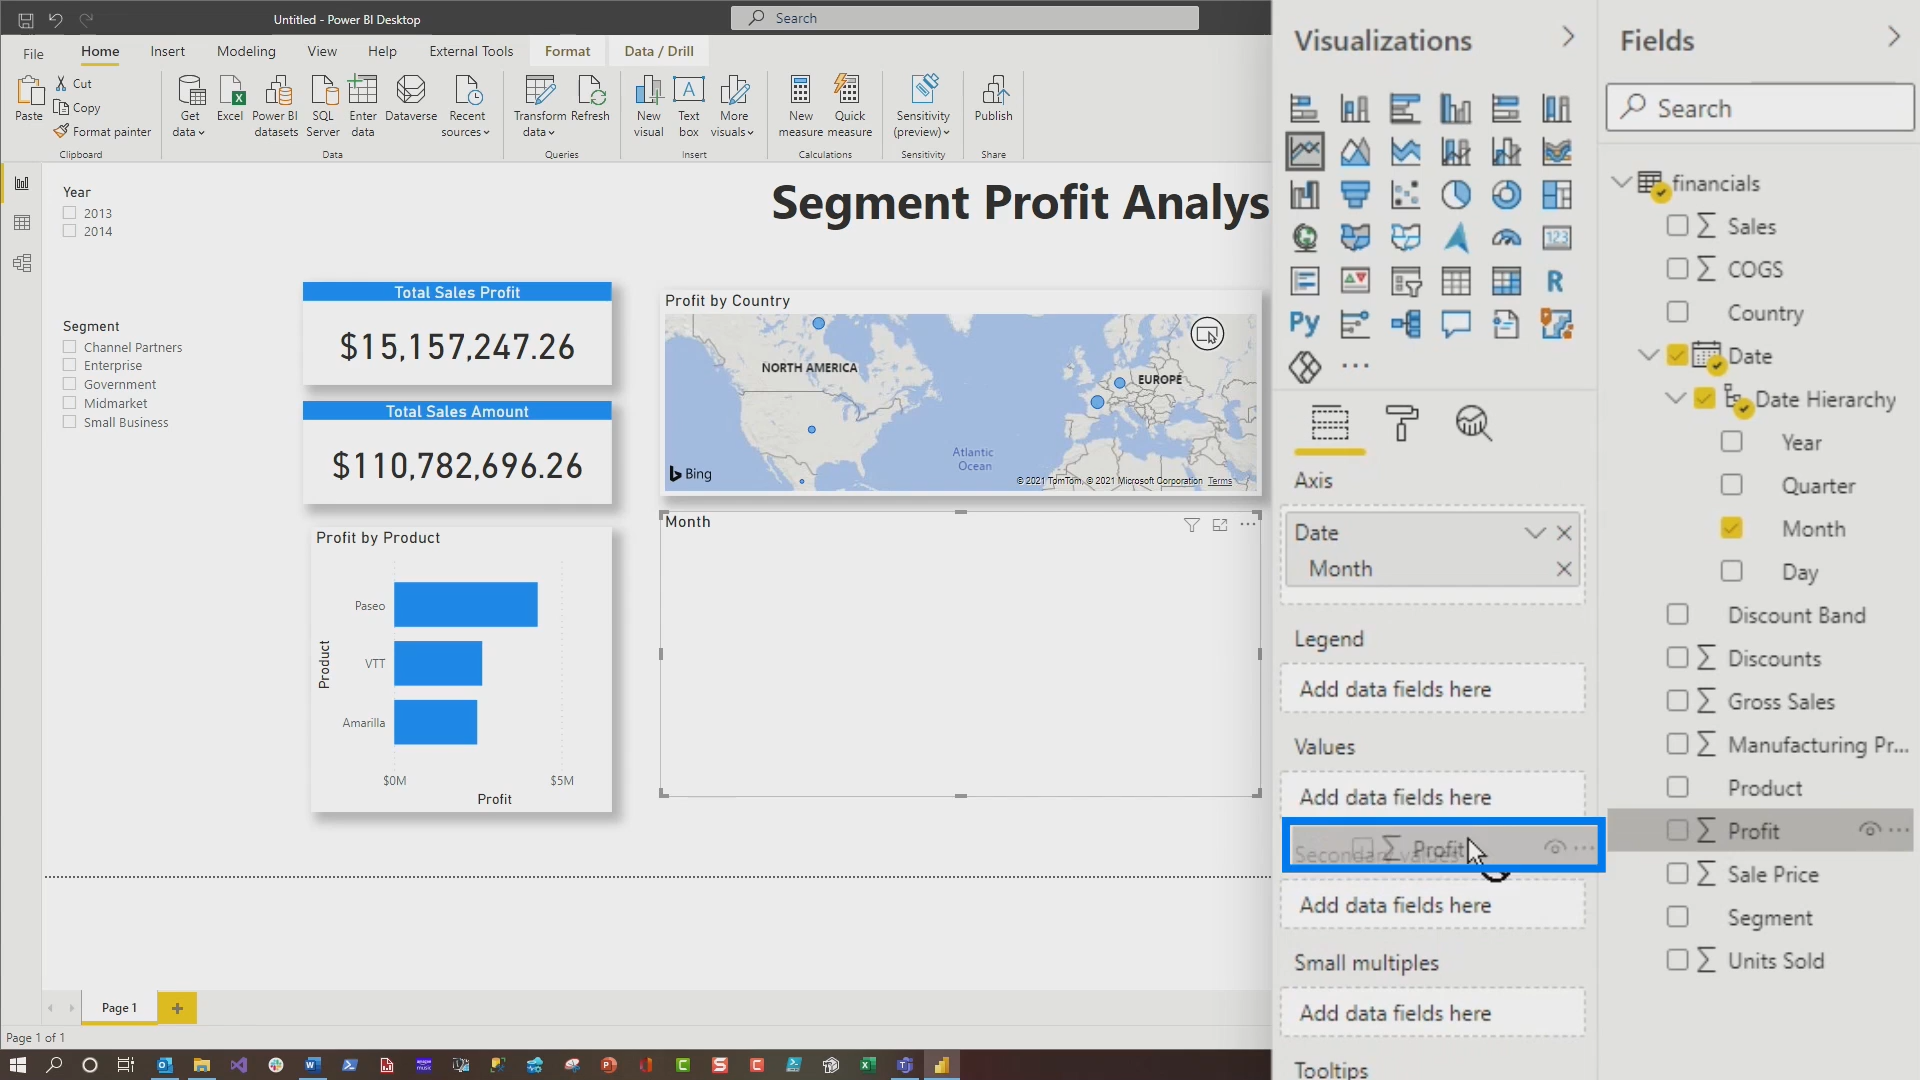 Untitled - Power BI Desktop
Search
File
Home
Insert
Modeling
View
Help
External Tools
Format
Data / Drill
Paste
Cut
Copy
Format painter
Clipboard
Get data
Excel
Power BI datasets
SQL Server
Enter data
Dataverse
Recent sources
Data
Transform data
Refresh
Queries
New visual
Text box
More visuals
Insert
New measure
Quick measure
Calculations
Sensitivity (preview)
Sensitivity
Publish
Share
Year
2013
2014
Segment
Channel Partners
Enterprise
Government
Midmarket
Small Business
Segment Profit Analys
Total Sales Profit
$15,157,247.26
Total Sales Amount
$110,782,696.26
Profit by Product
Product
Paseo
VTT
Amarilla
$0M
$5M
Profit
Profit by Country
NORTH AMERICA
EUROPE
Atlantic
Ocean
Bing
© 2021 TomTom, © 2021 Microsoft Corporation Terms
Month
Page 1
Page 1 of 1
Visualizations
123
R
Py
Axis
Date
Month
Legend
Add data fields here
Values
Add data fields here
Secondary values
Profit
Add data fields here
Small multiples
Add data fields here
Tooltips
Fields
Search
financials
Sales
COGS
Country
Date
Date Hierarchy
Year
Quarter
Month
Day
Discount Band
Discounts
Gross Sales
Manufacturing Pr...
Product
Profit
Sale Price
Segment
Units Sold